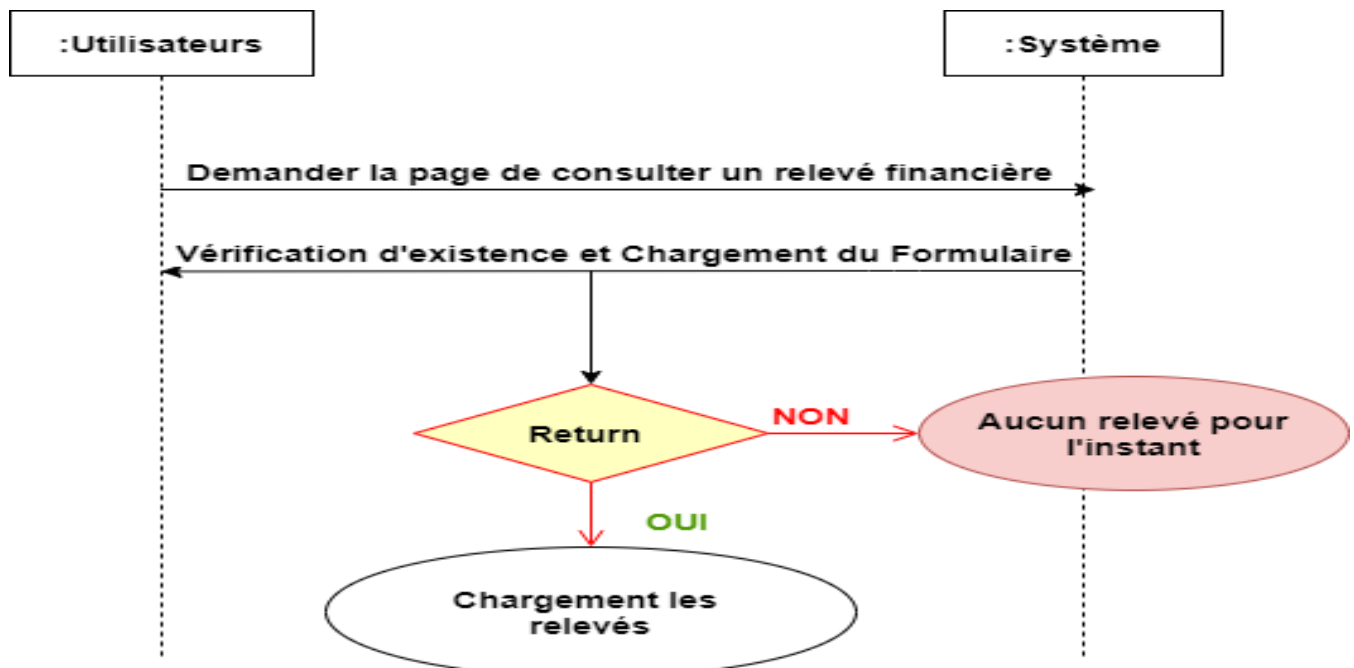 :Utilisateurs
:Système
Demander la page de consulter un relevé financière
Vérification d'existence et Chargement du Formulaire
Return
NON
Aucun relevé pour
l'instant
OUI
Chargement les
relevés